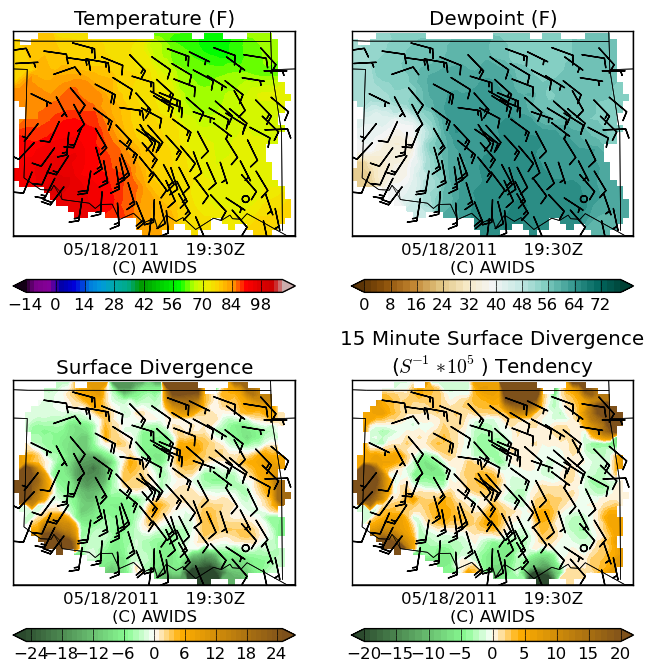 Temperature (F)
Dewpoint (F)
05/18/2011 19:30Z
(C) AWIDS
05/18/2011 19:30Z
(C) AWIDS
−14 0 14 28 42 56 70 84 98
0 8 16 24 32 40 48 56 64 72
Surface Divergence
15 Minute Surface Divergence
(S⁻¹ *10⁵ ) Tendency
05/18/2011 19:30Z
(C) AWIDS
05/18/2011 19:30Z
(C) AWIDS
−24 −18 −12 −6 0 6 12 18 24
−20 −15 −10 −5 0 5 10 15 20